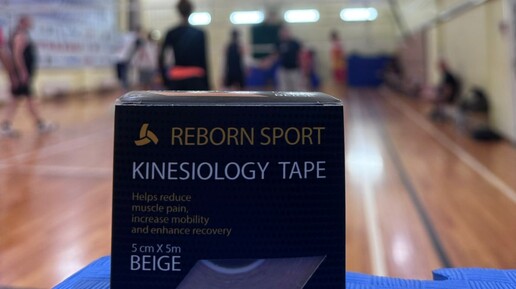 REBORN SPORT
KINESIOLOGY TAPE
Helps reduce
muscle pain,
increase mobility
and enhance recovery
5 cm X 5m
BEIGE